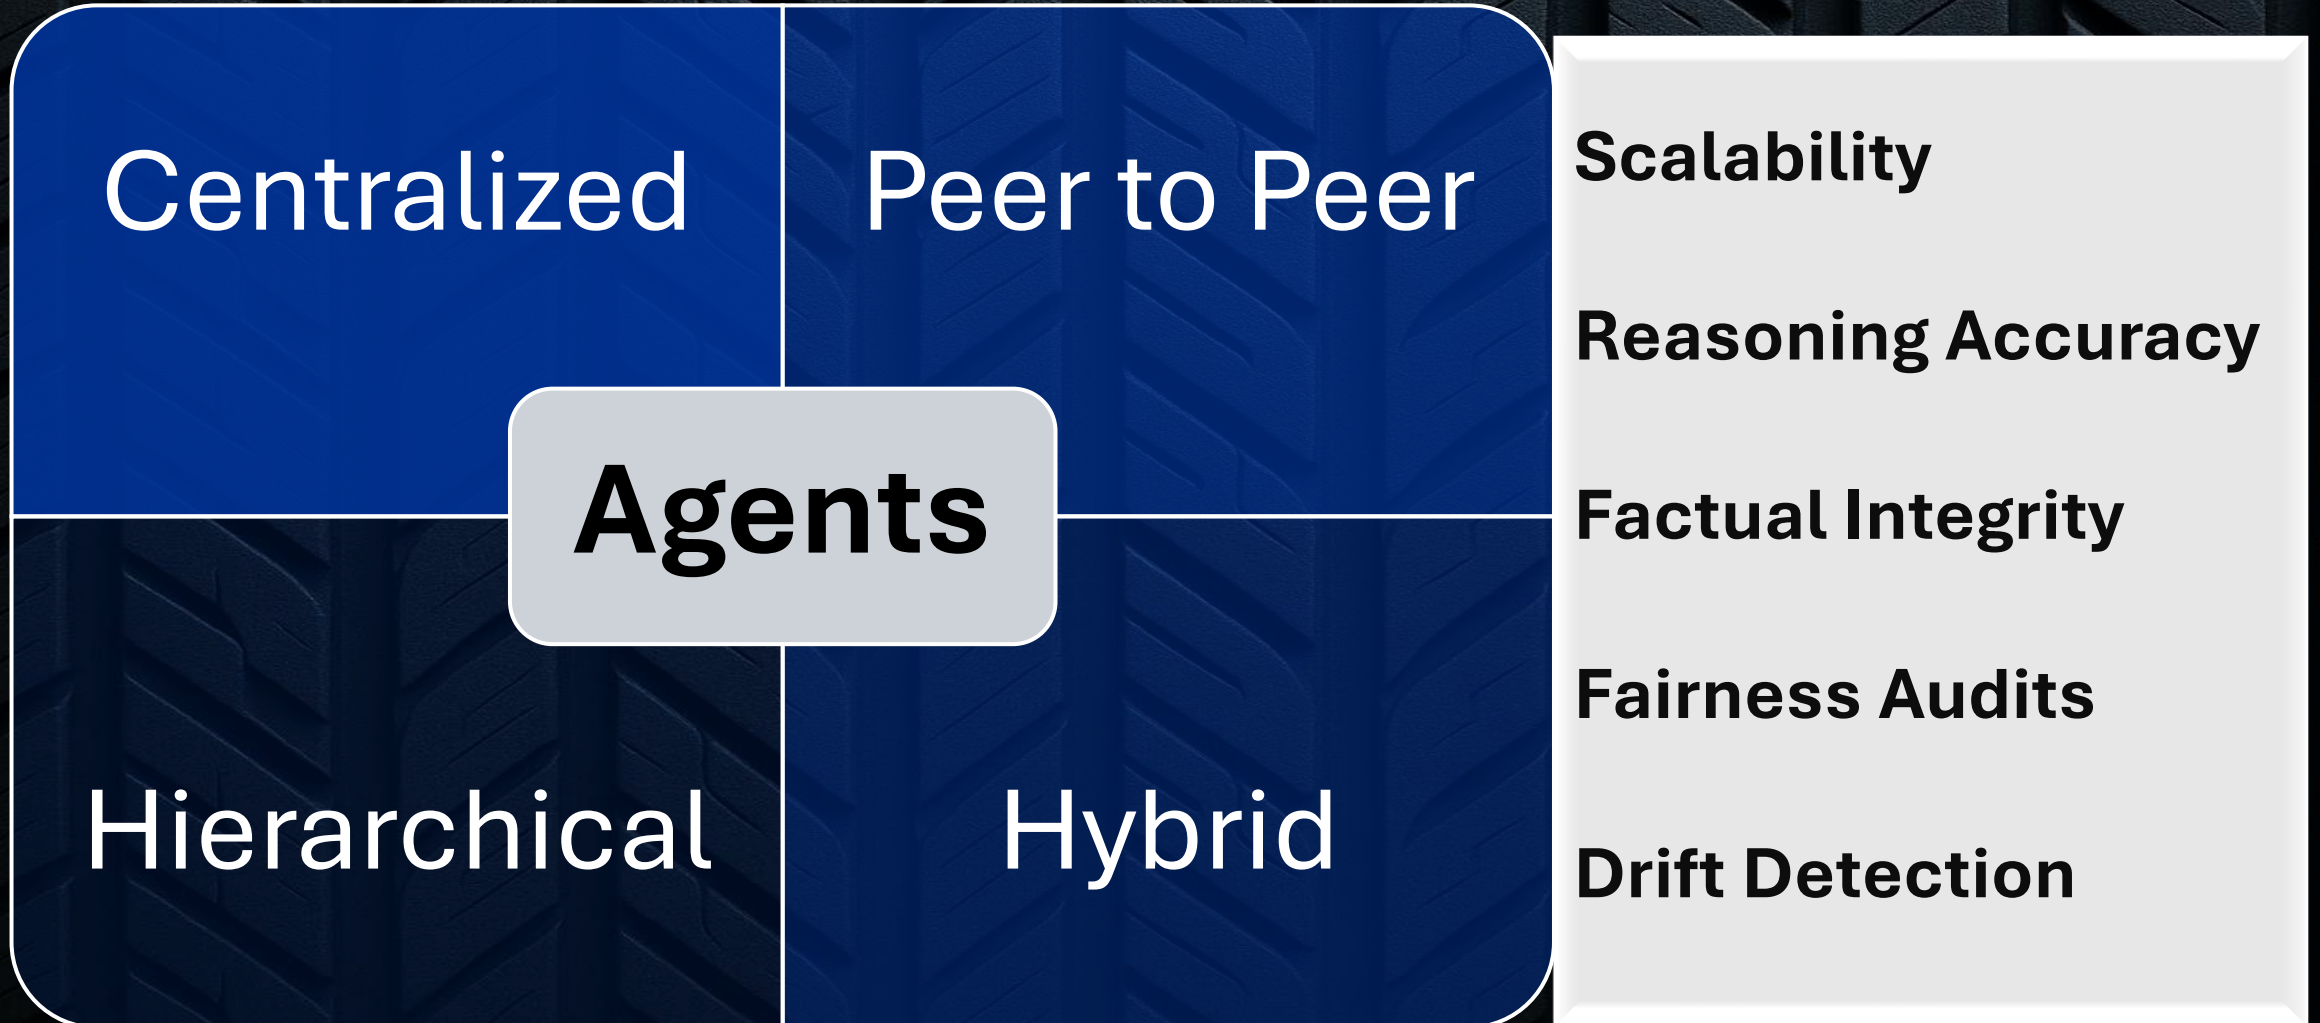 Centralized
Peer to Peer
Agents
Hierarchical
Hybrid
Scalability
Reasoning Accuracy
Factual Integrity
Fairness Audits
Drift Detection